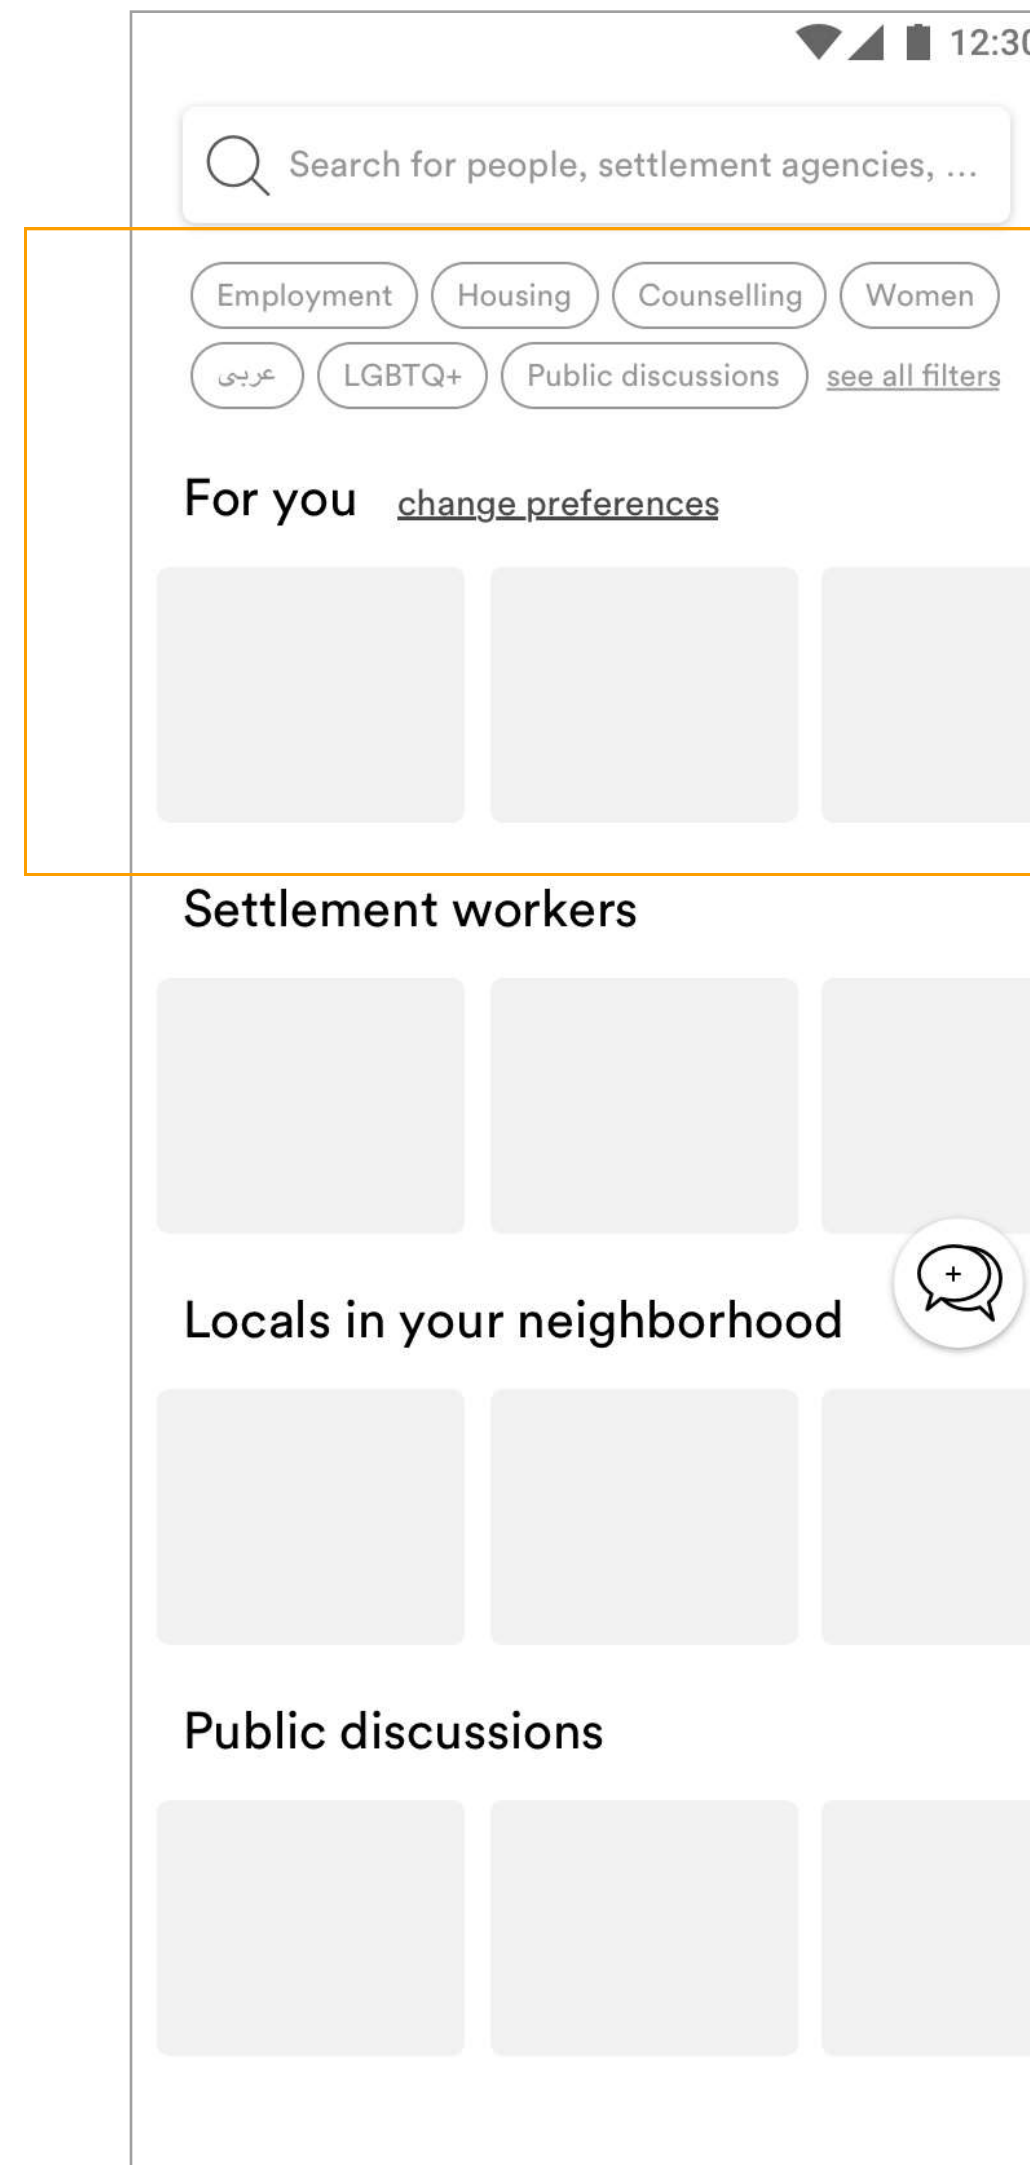 12:30
Search for people, settlement agencies, ...
Employment Housing Counselling Women
عربى LGBTQ+ Public discussions see all filters
For you change preferences
Settlement workers
+
Locals in your neighborhood
Public discussions